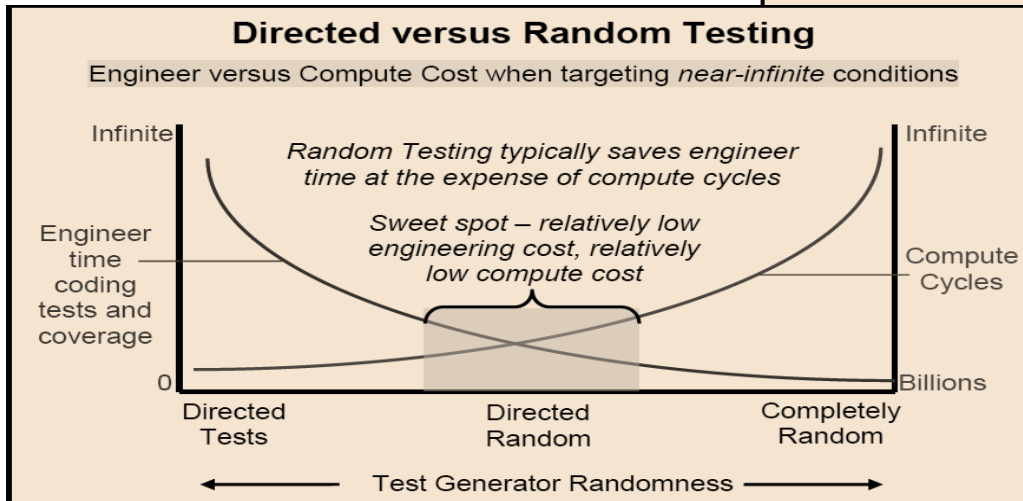 Directed versus Random Testing
Engineer versus Compute Cost when targeting near-infinite conditions
Infinite
Infinite
Random Testing typically saves engineer
time at the expense of compute cycles
Sweet spot – relatively low
engineering cost, relatively
low compute cost
Engineer
time
coding
tests and
coverage
Compute
Cycles
0
Billions
Directed
Tests
Directed
Random
Completely
Random
Test Generator Randomness